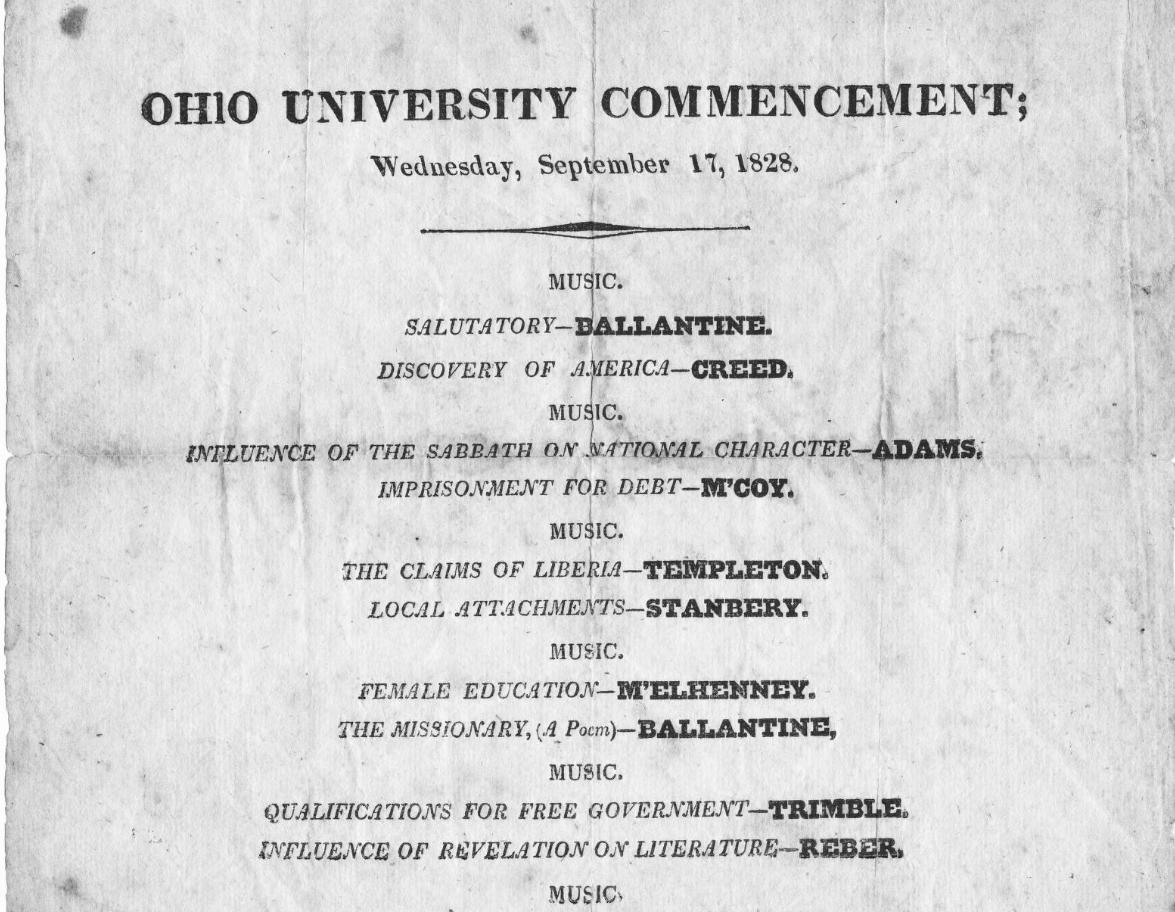 OHIO UNIVERSITY COMMENCEMENT;
Wednesday, September 17, 1828.
MUSIC.
SALUTATORY—BALLANTINE.
DISCOVERY OF AMERICA—CREED.
MUSIC.
INFLUENCE OF THE SABBATH ON NATIONAL CHARACTER—ADAMS.
IMPRISONMENT FOR DEBT—M'COY.
MUSIC.
THE CLAIMS OF LIBERIA—TEMPLETON.
LOCAL ATTACHMENTS—STANBERY.
MUSIC.
FEMALE EDUCATION—M'ELHENNEY.
THE MISSIONARY, (A Poem)—BALLANTINE,
MUSIC.
QUALIFICATIONS FOR FREE GOVERNMENT—TRIMBLE.
INFLUENCE OF REVELATION ON LITERATURE—REBER.
MUSIC.